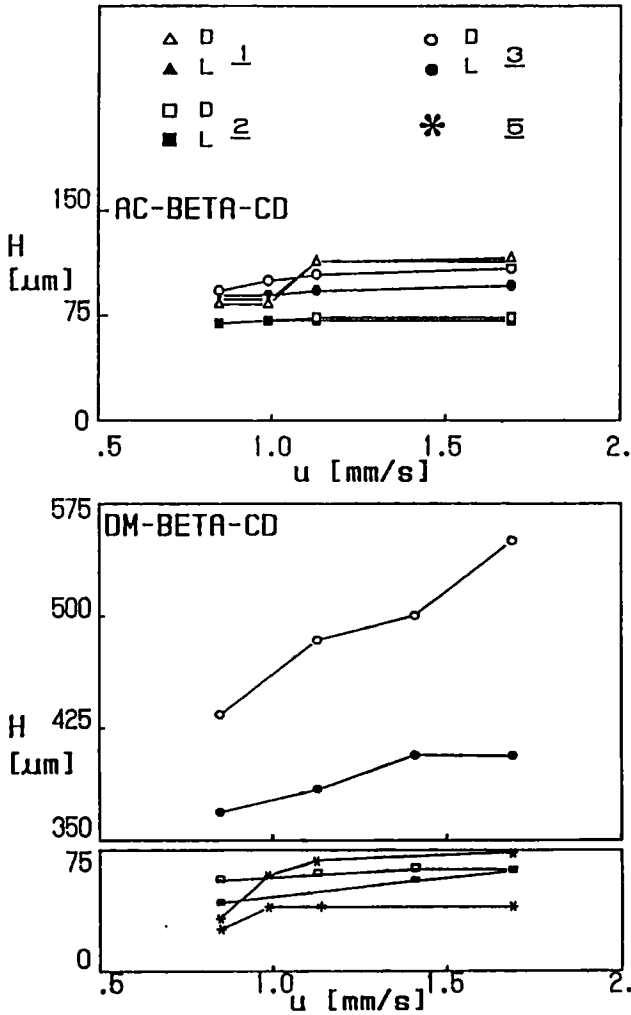 D
L 1
D
L 3
D
L 2
5
150
AC-BETA-CD
H
[µm]
75
0
.5 1.0 1.5 2.
u [mm/s]
575
DM-BETA-CD
500
H 425
[µm]
350
75
0
.5 1.0 1.5 2.
u [mm/s]